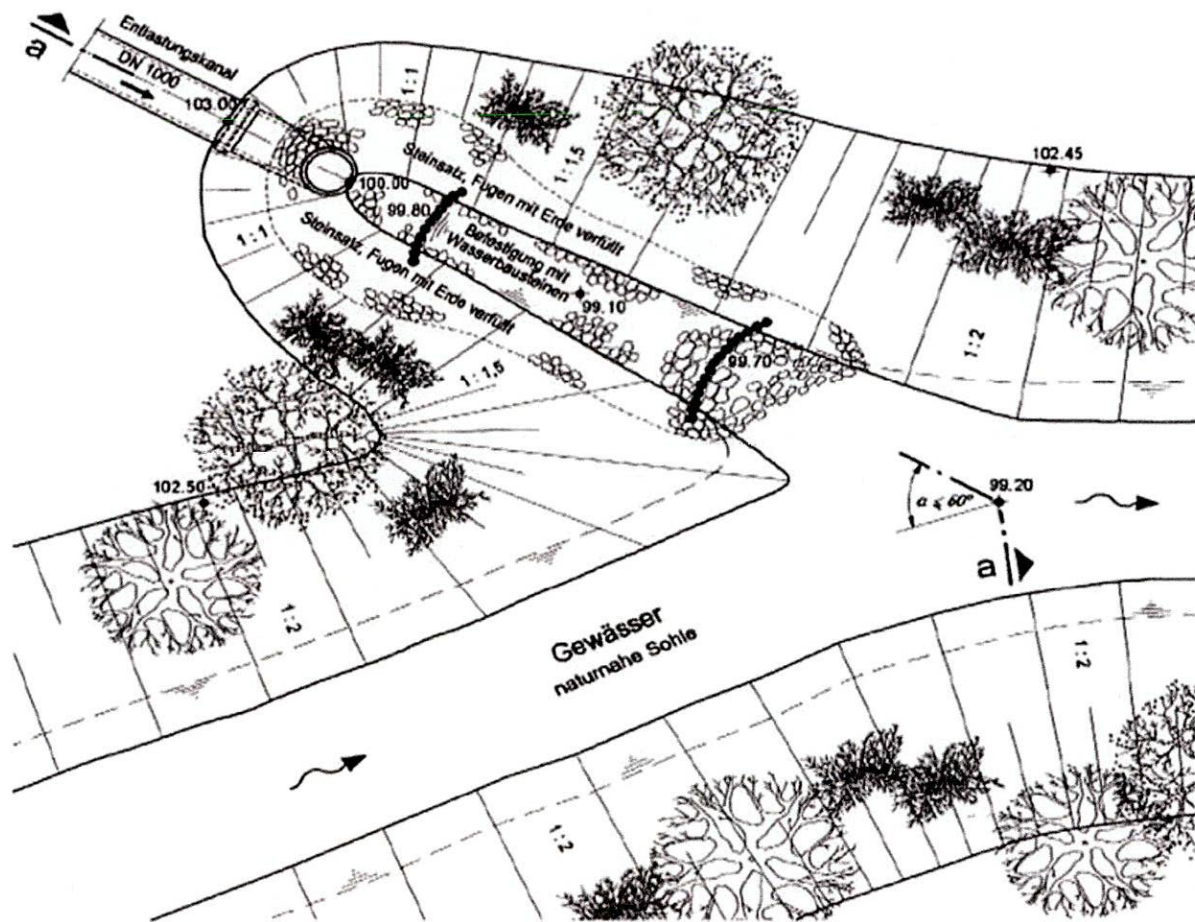 a
Entlastungskanal
DN 1000
103.00
1:1
1:1,5
102.45
Steinsatz, Fugen mit Erde verfüllt
100.00
99.80
Befestigung mit
Wasserbausteinen
99.10
1:1
Steinsatz, Fugen mit Erde verfüllt
99.70
1:2
1:1,5
102.50
α ≤ 60°
99.20
a
1:2
Gewässer
naturnahe Sohle
1:2
1:2